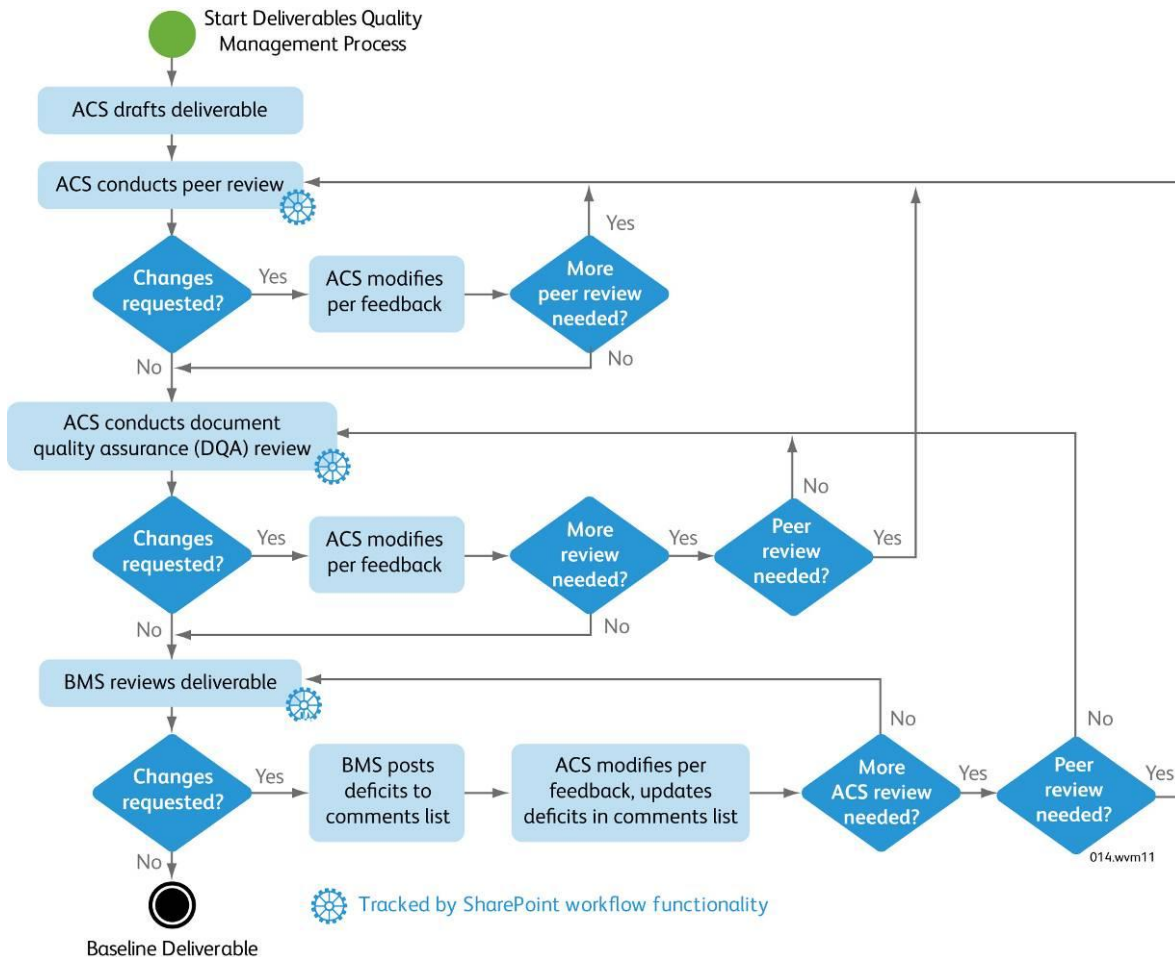 Start Deliverables Quality
Management Process
ACS drafts deliverable
ACS conducts peer review
Changes
requested?
Yes
ACS modifies
per feedback
More
peer review
needed?
Yes
No
No
ACS conducts document
quality assurance (DQA) review
Changes
requested?
Yes
ACS modifies
per feedback
More
review
needed?
Yes
Peer
review
needed?
No
Yes
No
No
BMS reviews deliverable
Changes
requested?
Yes
BMS posts
deficits to
comments list
ACS modifies per
feedback, updates
deficits in comments list
More
ACS review
needed?
No
Yes
Peer
review
needed?
No
Yes
014.wvm11
No
Baseline Deliverable
Tracked by SharePoint workflow functionality